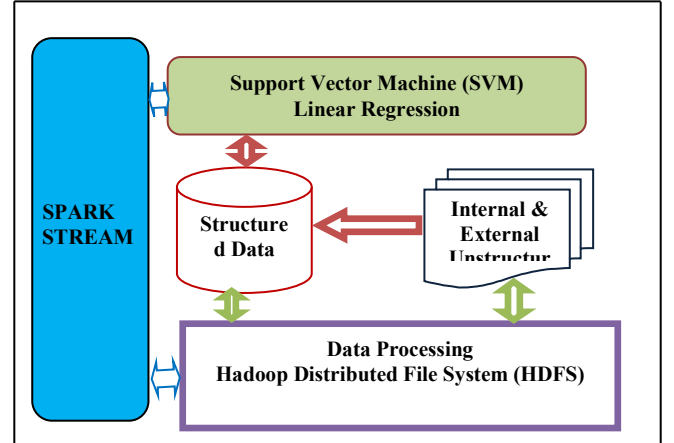 Support Vector Machine (SVM)
Linear Regression
SPARK
STREAM
Structure
d Data
Internal &
External
Unstructur
Data Processing
Hadoop Distributed File System (HDFS)